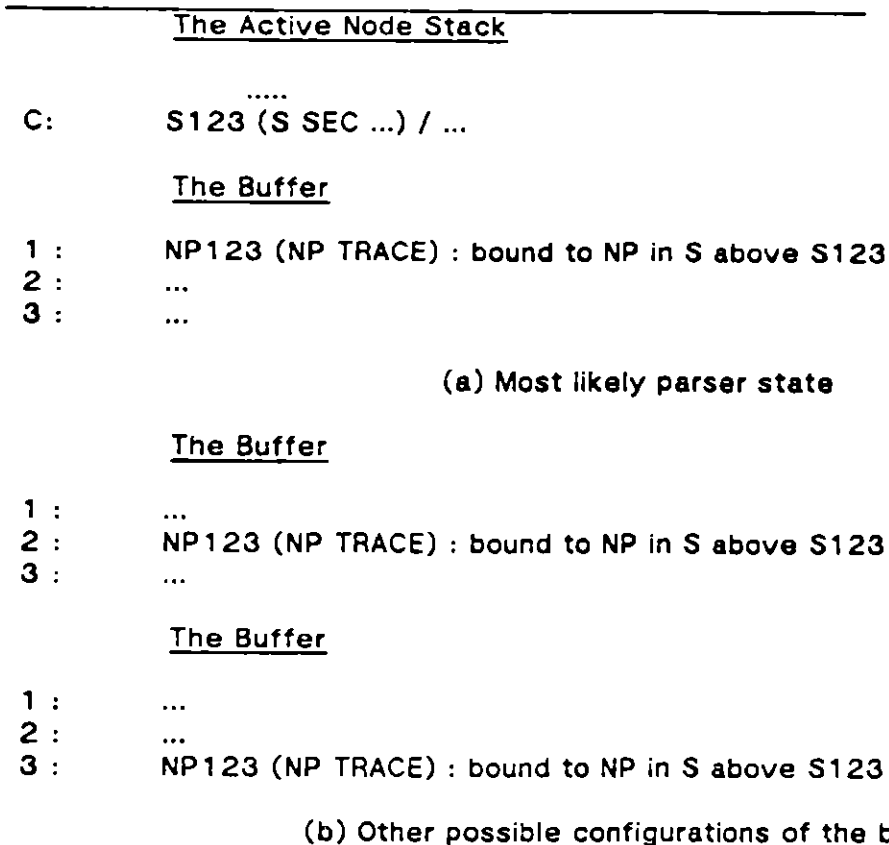 The Active Node Stack
.....
C: S123 (S SEC ...) / ...
The Buffer
1 : NP123 (NP TRACE) : bound to NP in S above S123
2 : ...
3 : ...
(a) Most likely parser state
The Buffer
1 : ...
2 : NP123 (NP TRACE) : bound to NP in S above S123
3 : ...
The Buffer
1 : ...
2 : ...
3 : NP123 (NP TRACE) : bound to NP in S above S123
(b) Other possible configurations of the